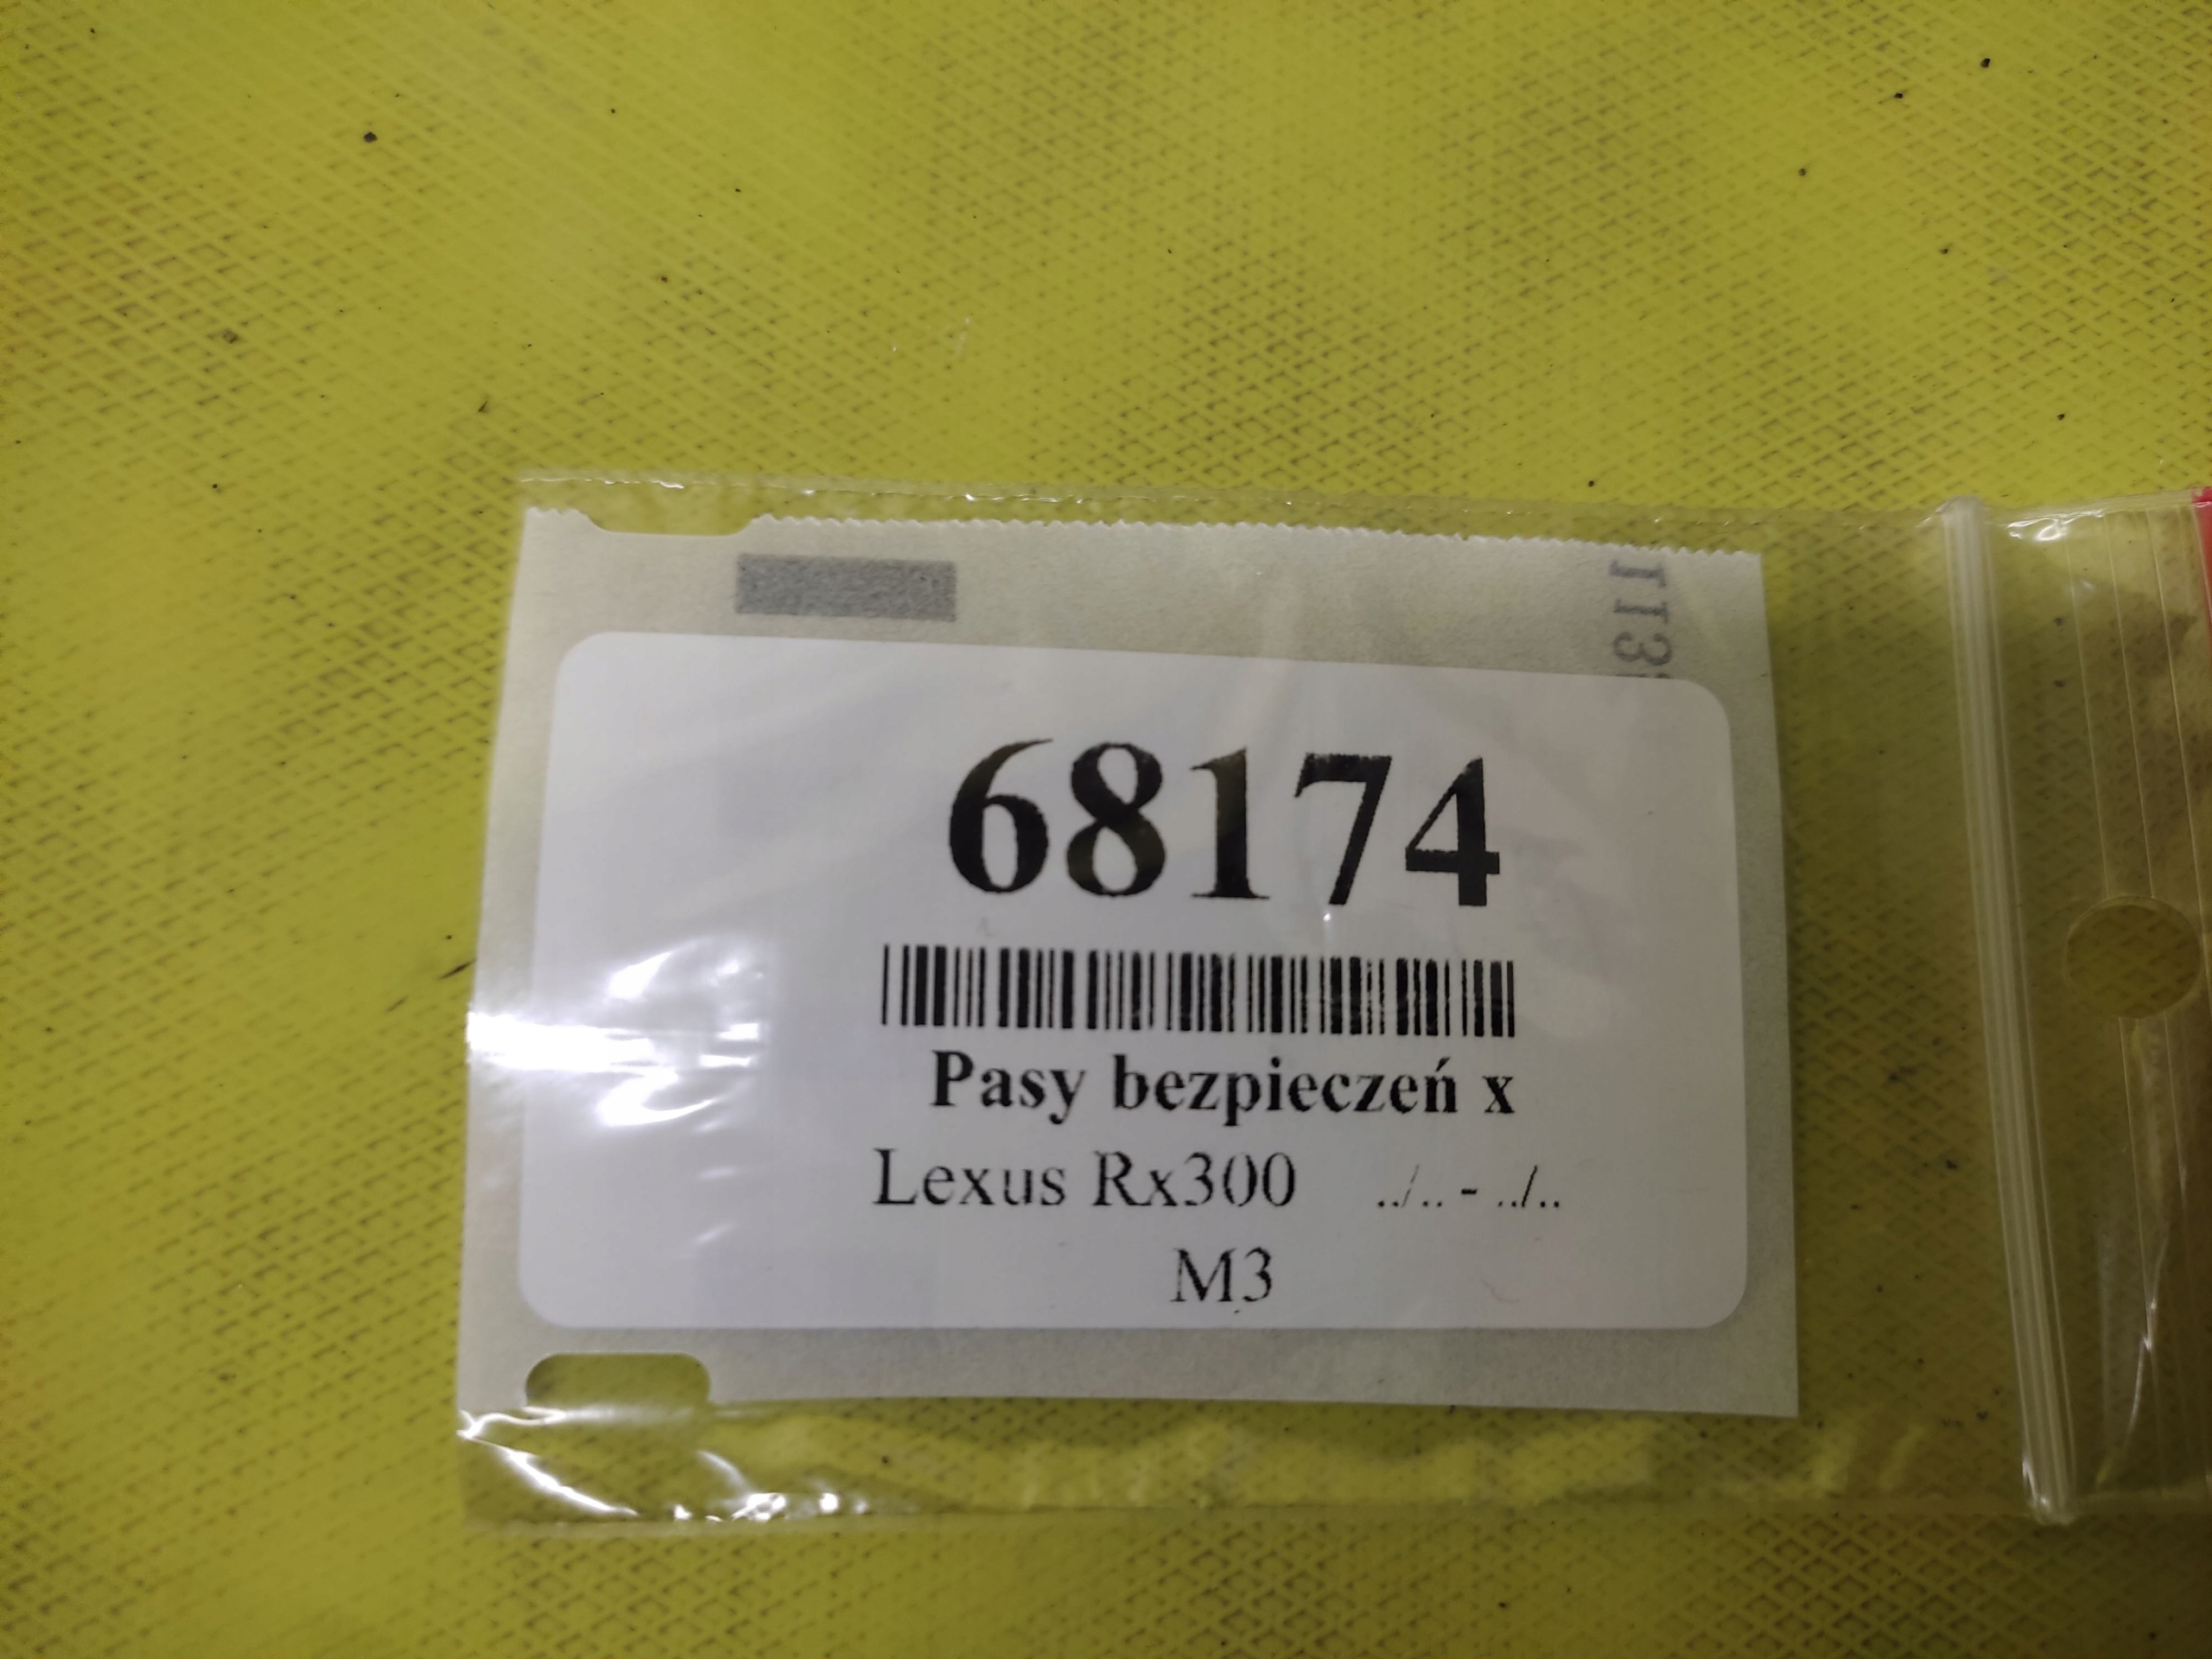 68174
Pasy bezpieczeń x
Lexus Rx300 ../.. - ../..
M3